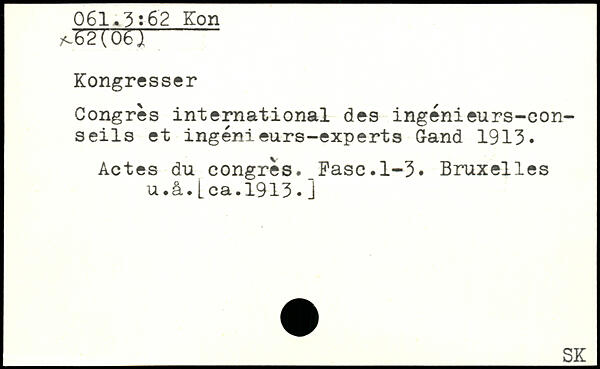 061.3:62 Kon
x62(06)
Kongresser
Congrès international des ingénieurs-con-
seils et ingénieurs-experts Gand 1913.
Actes du congrès. Fasc.1-3. Bruxelles
u.å.[ca.1913.]
SK